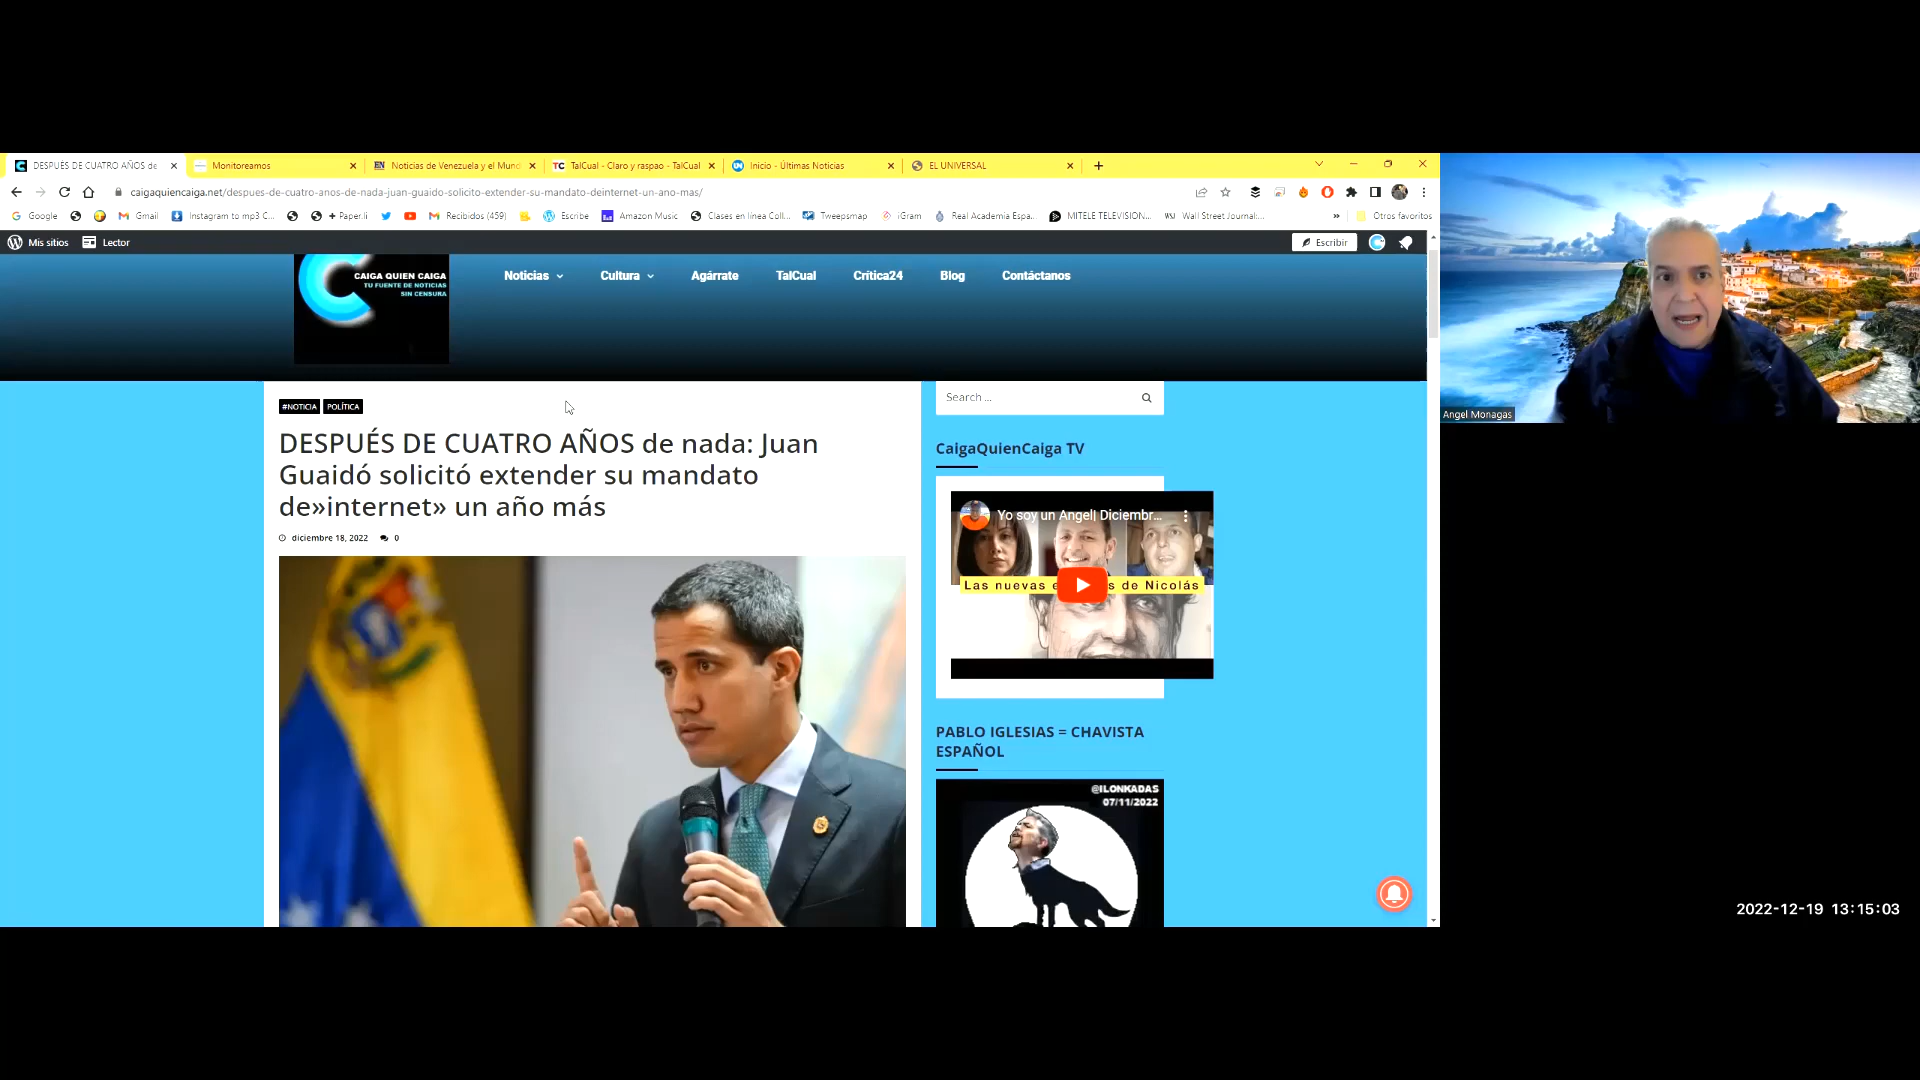 DESPUÉS DE CUATRO AÑOS de
Monitoreamos
Noticias de Venezuela y el Mund
TalCual - Claro y raspao - TalCual
Inicio - Últimas Noticias
EL UNIVERSAL
caigaquiencaiga.net/despues-de-cuatro-anos-de-nada-juan-guaido-solicito-extender-su-mandato-deinternet-un-ano-mas/
Google
Gmail
Instagram to mp3 C...
+ Paper.li
Recibidos (459)
Escribe
Amazon Music
Clases en línea Coll...
Tweepsmap
iGram
Real Academia Espa...
MITELE TELEVISION...
Wall Street Journal:...
»
Otros favoritos
Mis sitios
Lector
Escribir
CAIGA QUIEN CAIGA
TU FUENTE DE NOTICIAS
SIN CENSURA
Noticias
Cultura
Agárrate
TalCual
Crítica24
Blog
Contáctanos
#NOTICIA
POLÍTICA
DESPUÉS DE CUATRO AÑOS de nada: Juan
Guaidó solicitó extender su mandato
de»internet» un año más
diciembre 18, 2022
0
Search ...
CaigaQuienCaiga TV
Yo soy un Angel| Diciembr...
Las nuevas e s de Nicolás
PABLO IGLESIAS = CHAVISTA
ESPAÑOL
@ILONKADAS
07/11/2022
Angel Monagas
2022-12-19 13:15:03